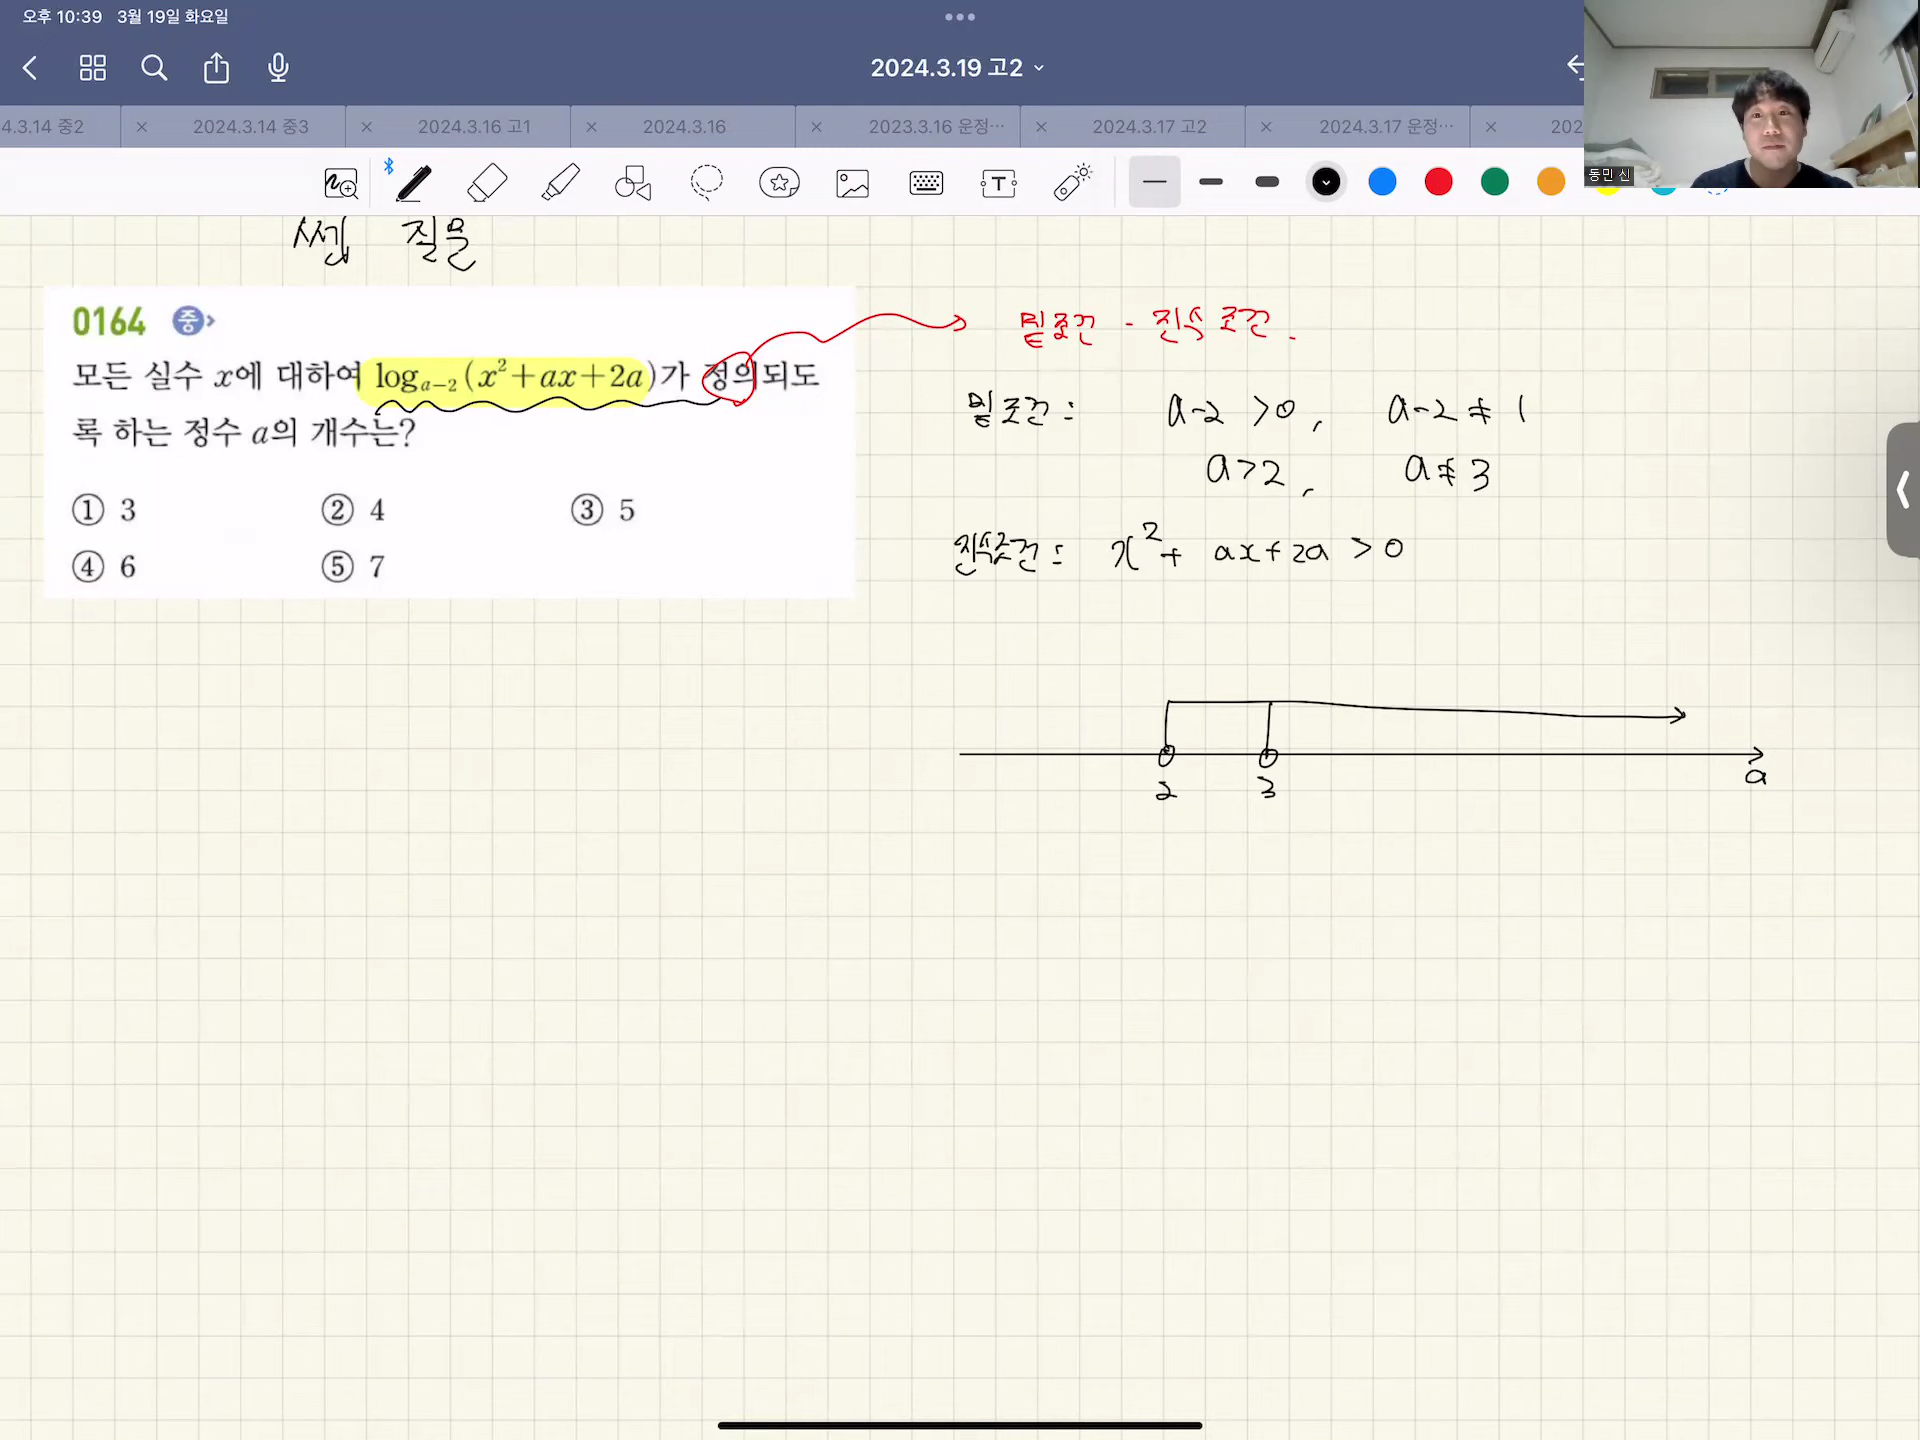 오후 10:39 3월 19일 화요일
2024.3.19 고2
4.3.14 중2
2024.3.14 중3
2024.3.16 고1
2024.3.16
2023.3.16 운정…
2024.3.17 고2
2024.3.17 운정…
202
동민 신
쎈 질문
0164 중
모든 실수 x에 대하여 log_{a-2}(x²+ax+2a)가 정의되도
록 하는 정수 a의 개수는?
① 3 ② 4 ③ 5
④ 6 ⑤ 7
밑조건 - 진수조건.
밑조건: a-2 >0, a-2 ≠ 1
a>2, a≠3
진수조건: x²+ ax+2a >0
2 3 a